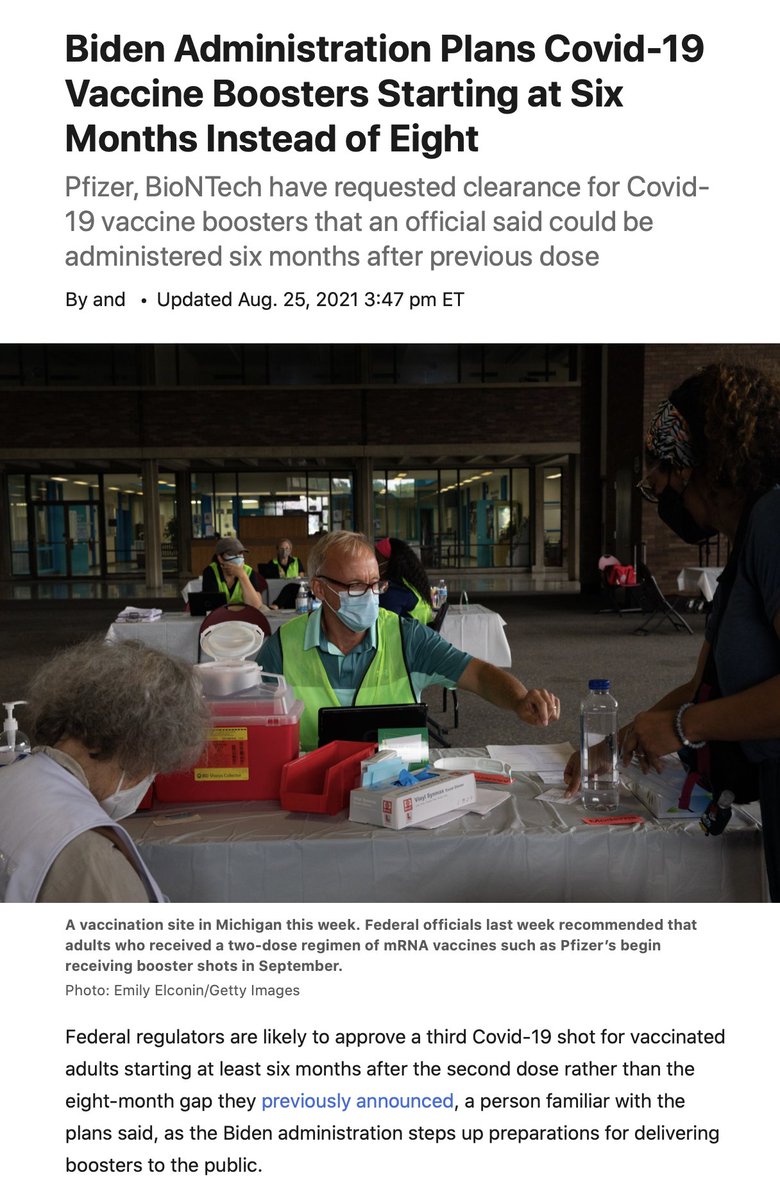 Biden Administration Plans Covid-19
Vaccine Boosters Starting at Six
Months Instead of Eight
Pfizer, BioNTech have requested clearance for Covid-
19 vaccine boosters that an official said could be
administered six months after previous dose
By and • Updated Aug. 25, 2021 3:47 pm ET
Vinyl Synmax
A vaccination site in Michigan this week. Federal officials last week recommended that
adults who received a two-dose regimen of mRNA vaccines such as Pfizer’s begin
receiving booster shots in September.
Photo: Emily Elconin/Getty Images
Federal regulators are likely to approve a third Covid-19 shot for vaccinated
adults starting at least six months after the second dose rather than the
eight-month gap they previously announced, a person familiar with the
plans said, as the Biden administration steps up preparations for delivering
boosters to the public.